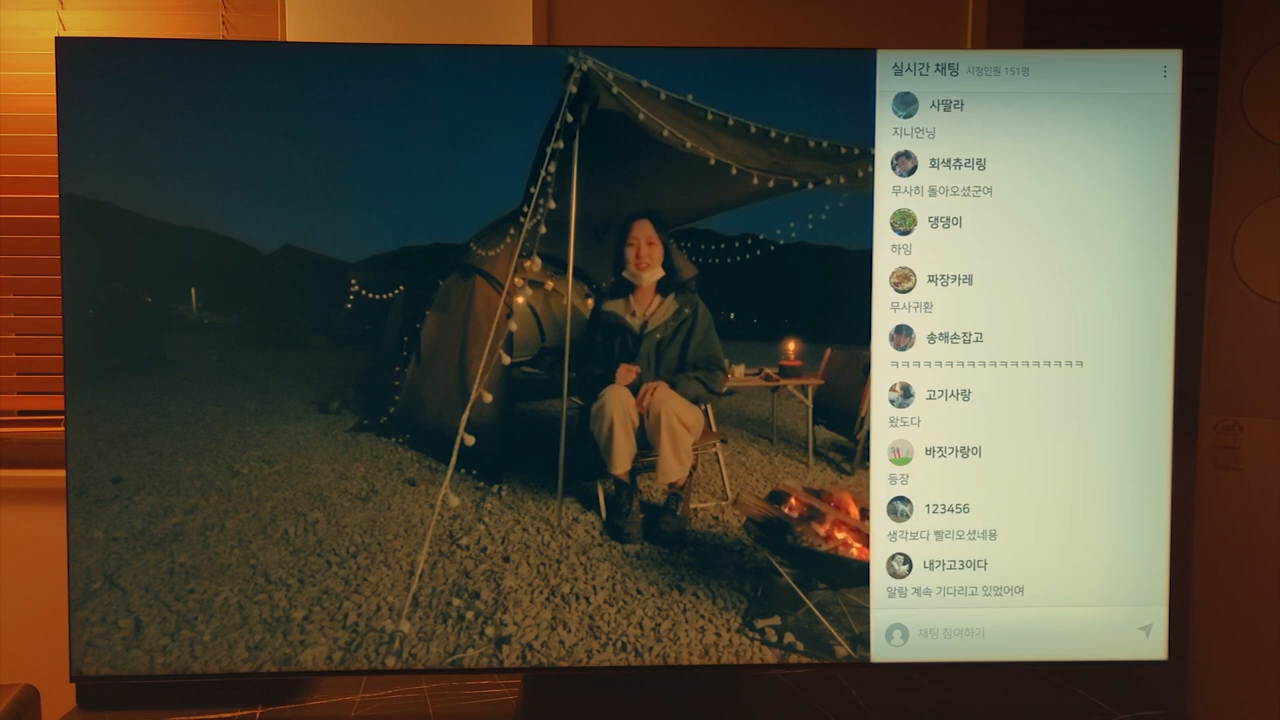 실시간 채팅 시청인원 151명
사딸라
지니언닝
회색츄리링
무사히 돌아오셨군여
댕댕이
하잉
짜장카레
무사귀환
송해손잡고
ㅋㅋㅋㅋㅋㅋㅋㅋㅋㅋㅋㅋㅋㅋㅋㅋㅋㅋ
고기사랑
왔도다
바짓가랑이
등장
123456
생각보다 빨리오셨네욤
내가고3이다
알람 계속 기다리고 있었어여
채팅 참여하기